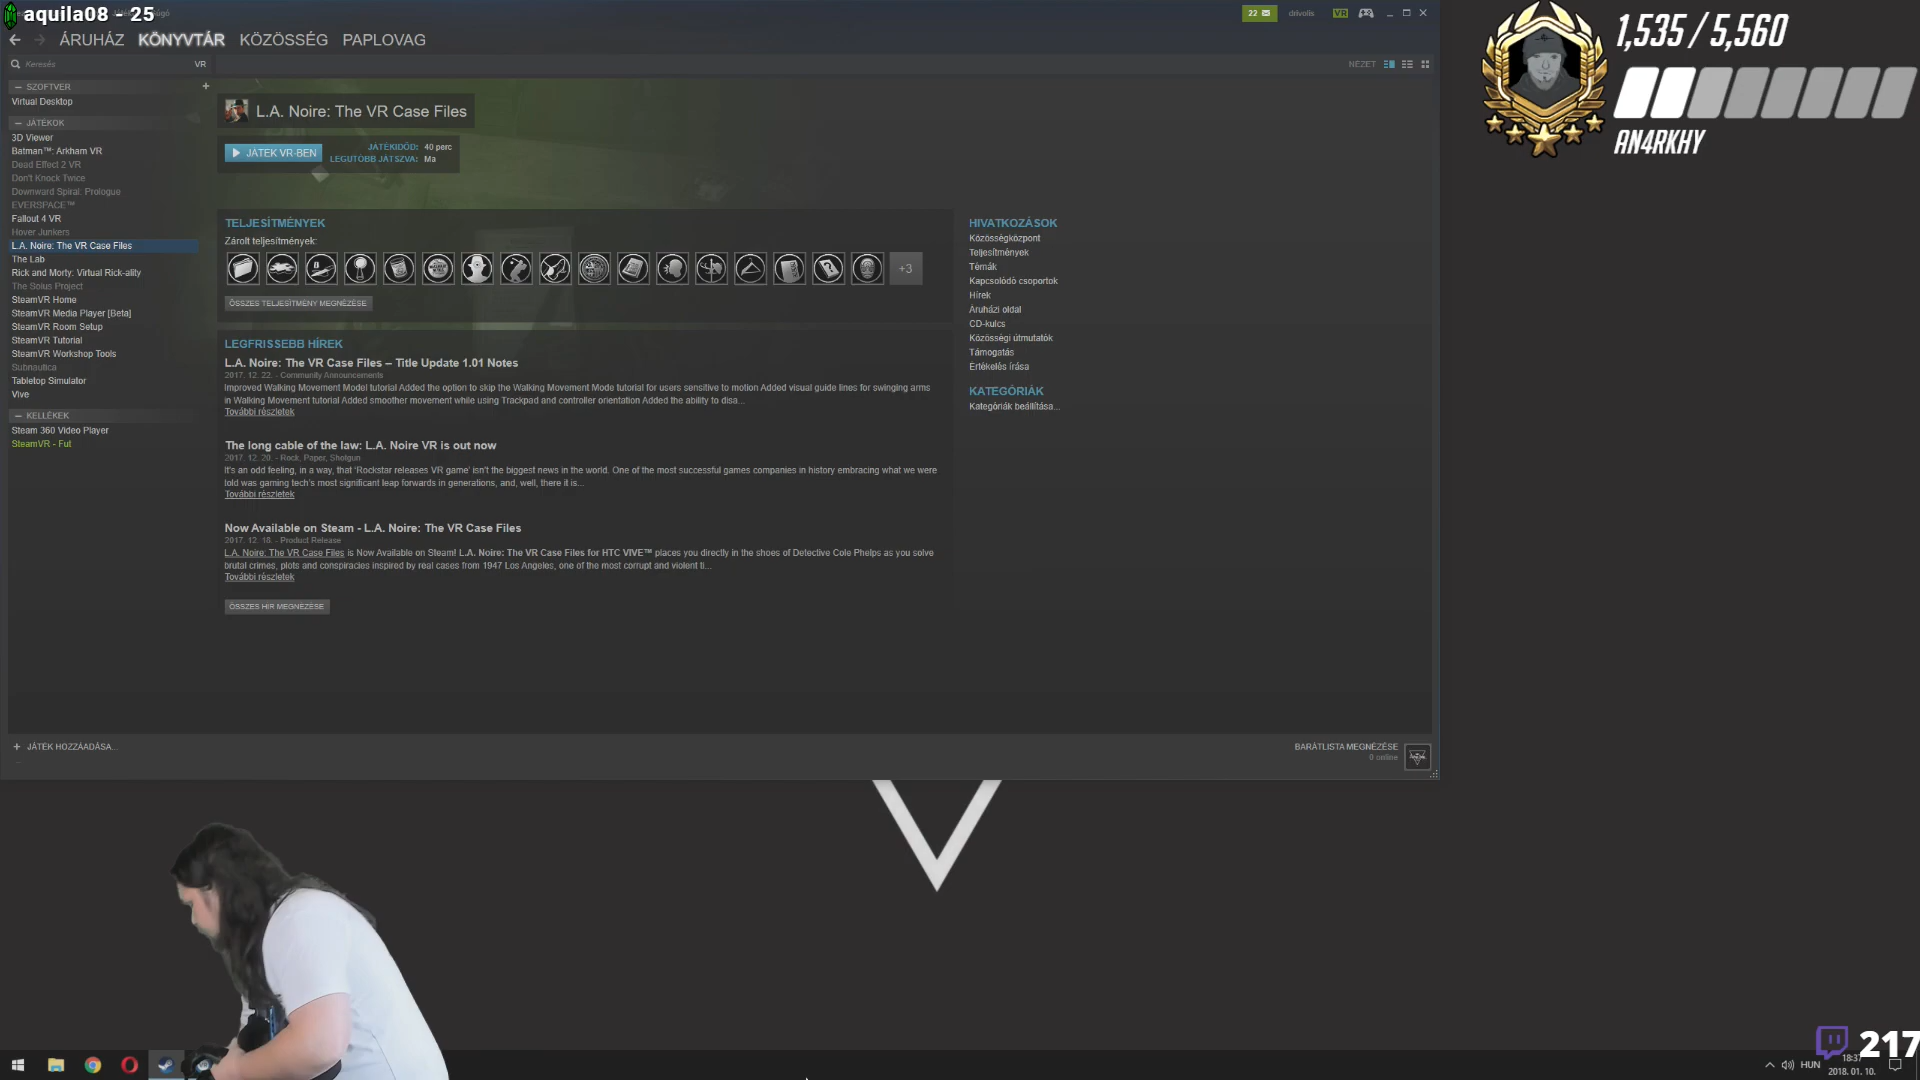 aquila08 - 25
22
drivolis
VR
ÁRUHÁZ KÖNYVTÁR KÖZÖSSÉG PAPLOVAG
Keresés
VR
NÉZET
SZOFTVER
Virtual Desktop
JÁTÉKOK
3D Viewer
Batman™: Arkham VR
Dead Effect 2 VR
Don't Knock Twice
Downward Spiral: Prologue
EVERSPACE™
Fallout 4 VR
Hover Junkers
L.A. Noire: The VR Case Files
The Lab
Rick and Morty: Virtual Rick-ality
The Solus Project
SteamVR Home
SteamVR Media Player [Beta]
SteamVR Room Setup
SteamVR Tutorial
SteamVR Workshop Tools
Subnautica
Tabletop Simulator
Vive
KELLÉKEK
Steam 360 Video Player
SteamVR - Fut
L.A. Noire: The VR Case Files
JÁTÉK VR-BEN
JÁTÉKIDŐD: 40 perc
LEGUTÓBB JÁTSZVA: Ma
TELJESÍTMÉNYEK
Zárolt teljesítmények:
+3
ÖSSZES TELJESÍTMÉNY MEGNÉZÉSE
LEGFRISSEBB HÍREK
L.A. Noire: The VR Case Files – Title Update 1.01 Notes
2017. 12. 22. - Community Announcements
Improved Walking Movement Model tutorial Added the option to skip the Walking Movement Mode tutorial for users sensitive to motion Added visual guide lines for swinging arms
in Walking Movement tutorial Added smoother movement while using Trackpad and controller orientation Added the ability to disa...
További részletek
The long cable of the law: L.A. Noire VR is out now
2017. 12. 20. - Rock, Paper, Shotgun
It's an odd feeling, in a way, that 'Rockstar releases VR game' isn't the biggest news in the world. One of the most successful games companies in history embracing what we were
told was gaming tech's most significant leap forwards in generations, and, well, there it is...
További részletek
Now Available on Steam - L.A. Noire: The VR Case Files
2017. 12. 18. - Product Release
L.A. Noire: The VR Case Files is Now Available on Steam! L.A. Noire: The VR Case Files for HTC VIVE™ places you directly in the shoes of Detective Cole Phelps as you solve
brutal crimes, plots and conspiracies inspired by real cases from 1947 Los Angeles, one of the most corrupt and violent ti...
További részletek
ÖSSZES HÍR MEGNÉZÉSE
HIVATKOZÁSOK
Közösségközpont
Teljesítmények
Témák
Kapcsolódó csoportok
Hírek
Áruházi oldal
CD-kulcs
Közösségi útmutatók
Támogatás
Értékelés írása
KATEGÓRIÁK
Kategóriák beállítása...
JÁTÉK HOZZÁADÁSA...
BARÁTLISTA MEGNÉZÉSE
0 online
1,535 / 5,560
AN4RKHY
217
HUN
18:37
2018. 01. 10.